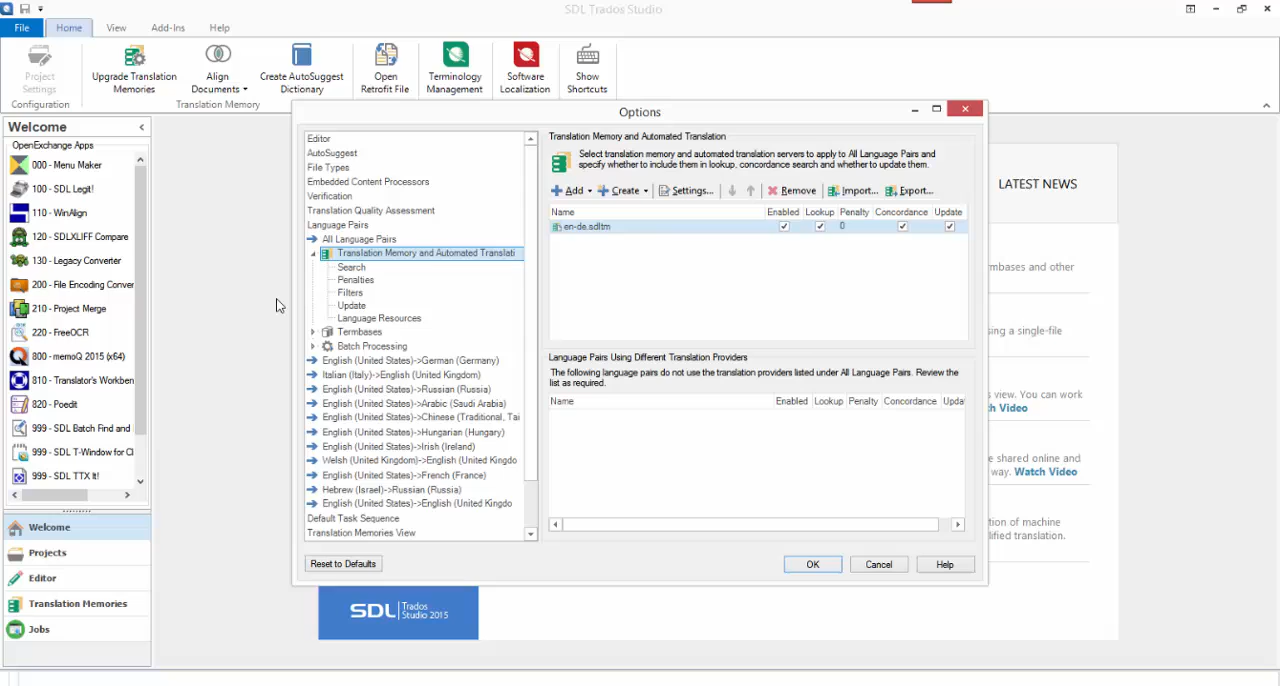 SDL Trados Studio
File
Home
View
Add-Ins
Help
Project Settings
Upgrade Translation Memories
Align Documents
Create AutoSuggest Dictionary
Open Retrofit File
Terminology Management
Software Localization
Show Shortcuts
Configuration
Translation Memory
Welcome
OpenExchange Apps
000 - Menu Maker
100 - SDL Legit!
110 - WinAlign
120 - SDLXLIFF Compare
130 - Legacy Converter
200 - File Encoding Conver
210 - Project Merge
220 - FreeOCR
800 - memoQ 2015 (x64)
810 - Translator's Workben
820 - Poedit
999 - SDL Batch Find and
999 - SDL T-Window for Cl
999 - SDL TTX It!
Welcome
Projects
Editor
Translation Memories
Jobs
Options
Editor
AutoSuggest
File Types
Embedded Content Processors
Verification
Translation Quality Assessment
Language Pairs
All Language Pairs
Translation Memory and Automated Translati
Search
Penalties
Filters
Update
Language Resources
Termbases
Batch Processing
English (United States)->German (Germany)
Italian (Italy)->English (United Kingdom)
English (United States)->Russian (Russia)
English (United States)->Arabic (Saudi Arabia)
English (United States)->Chinese (Traditional, Tai
English (United States)->Hungarian (Hungary)
English (United States)->Irish (Ireland)
Welsh (United Kingdom)->English (United Kingdo
English (United States)->French (France)
Hebrew (Israel)->Russian (Russia)
English (United States)->English (United Kingdo
Default Task Sequence
Translation Memories View
Translation Memory and Automated Translation
Select translation memory and automated translation servers to apply to All Language Pairs and
specify whether to include them in lookup, concordance search and whether to update them.
Add Create Settings... Remove Import... Export...
Name Enabled Lookup Penalty Concordance Update
en-de.sdltm 0
Language Pairs Using Different Translation Providers
The following language pairs do not use the translation providers listed under All Language Pairs. Review the
list as required.
Name Enabled Lookup Penalty Concordance Upda
Reset to Defaults
OK
Cancel
Help
LATEST NEWS
mbases and other
sing a single-file
s view. You can work
ch Video
e shared online and
way. Watch Video
tion of machine
lified translation.
SDL Trados Studio 2015